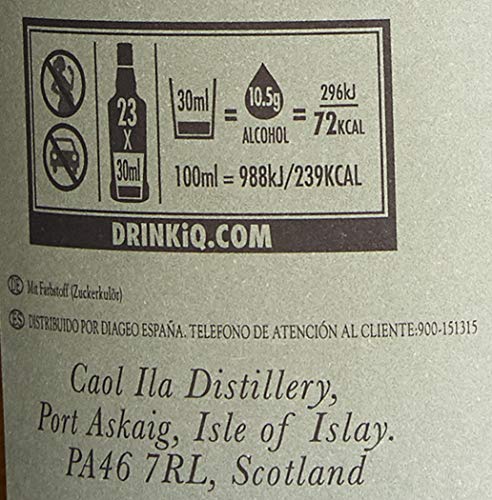 23
X
30ml
30ml = 10.5g ALCOHOL = 296kJ / 72KCAL
100ml = 988kJ/239KCAL
DRINKiQ.COM
DE Mit Farbstoff (Zuckerkulör)
ES DISTRIBUIDO POR DIAGEO ESPAÑA. TELEFONO DE ATENCIÓN AL CLIENTE:900-151315
Caol Ila Distillery,
Port Askaig, Isle of Islay.
PA46 7RL, Scotland